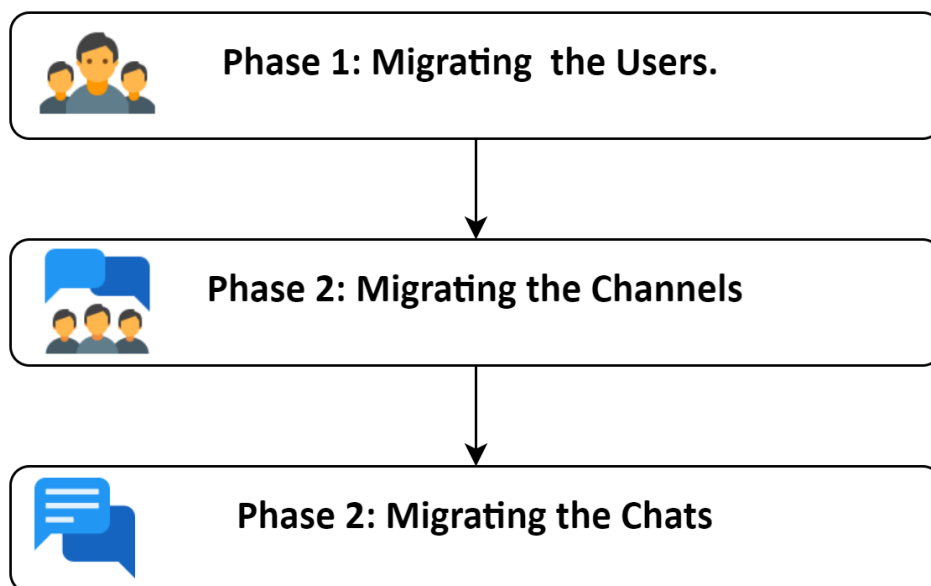 Phase 1: Migrating  the Users.
Phase 2: Migrating the Channels
Phase 2: Migrating the Chats